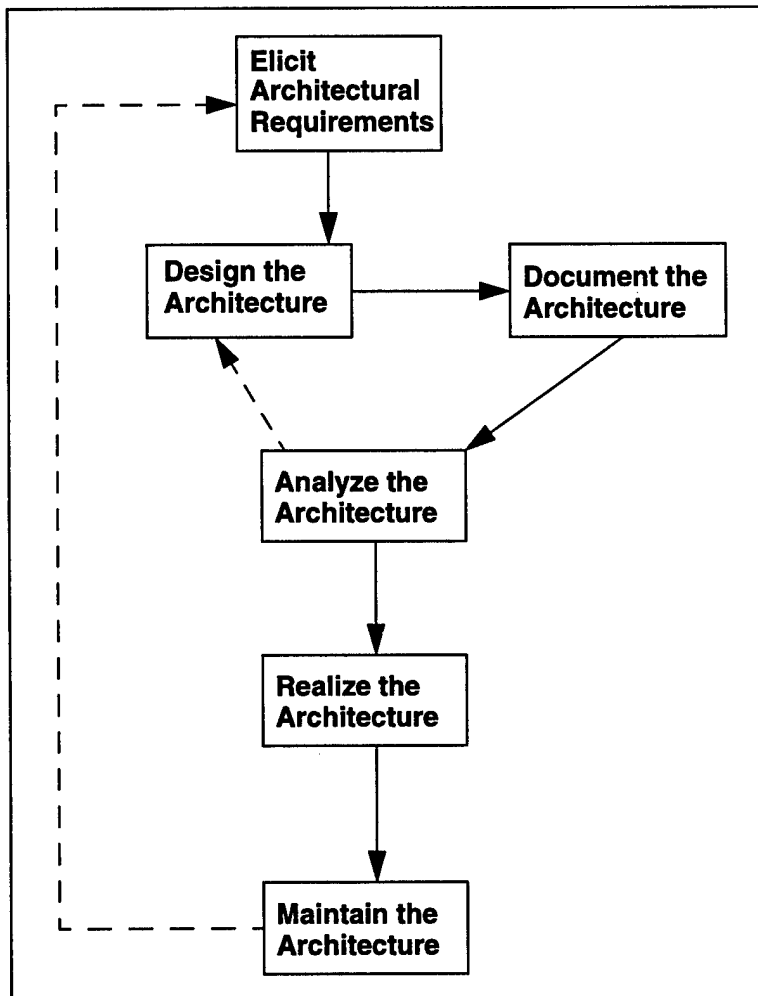 Elicit
Architectural
Requirements
Design the
Architecture
Document the
Architecture
Analyze the
Architecture
Realize the
Architecture
Maintain the
Architecture